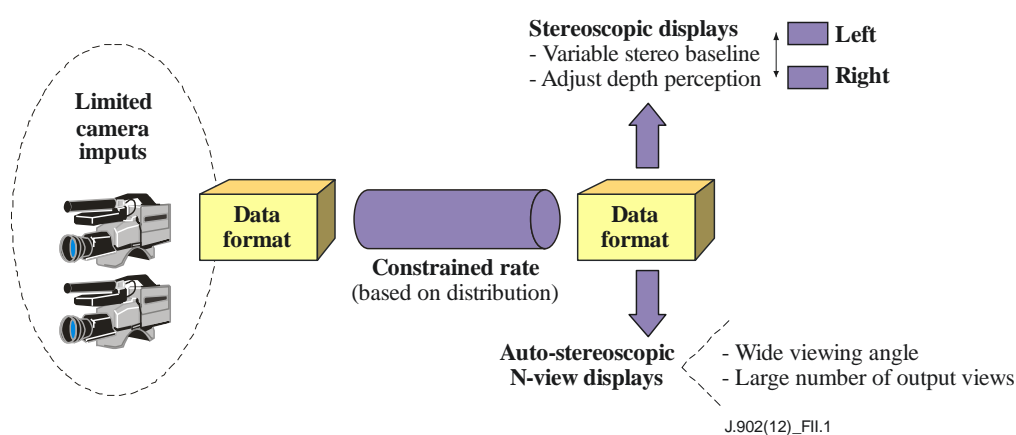 Stereoscopic displays
- Variable stereo baseline
- Adjust depth perception
Left
Right
Limited
camera
imputs
Data
format
Constrained rate
(based on distribution)
Data
format
Auto-stereoscopic
N-view displays
- Wide viewing angle
- Large number of output views
J.902(12)_FII.1